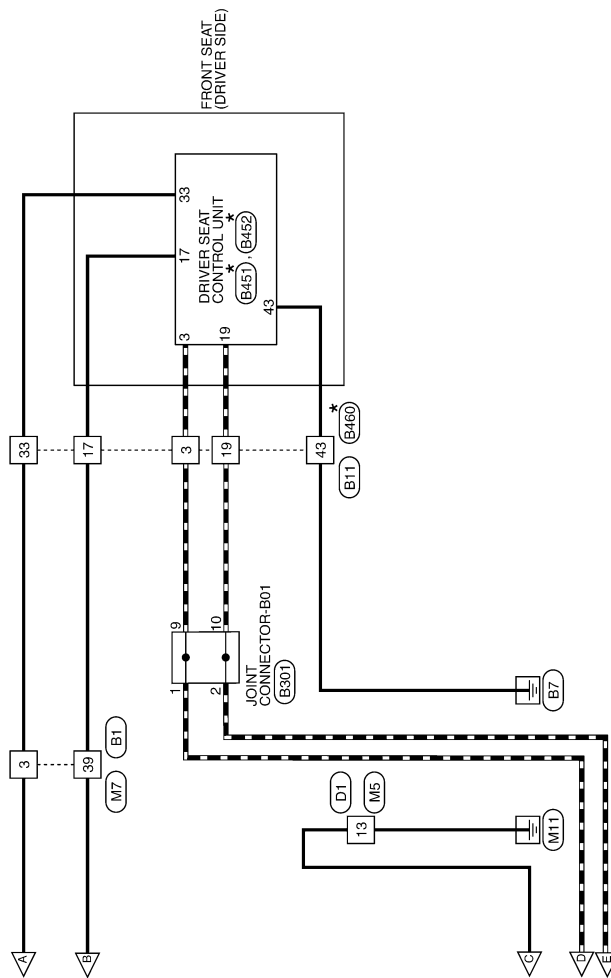 FRONT SEAT
(DRIVER SIDE)
33
17
DRIVER SEAT
CONTROL UNIT
* *
B451 , B452
43
3
19
33
17
3
19
43
*
B460
B11
9
10
1
2
JOINT
CONNECTOR-B01
B301
B7
3
39
B1
M7
D1
M5
13
M11
A
B
C
D
E